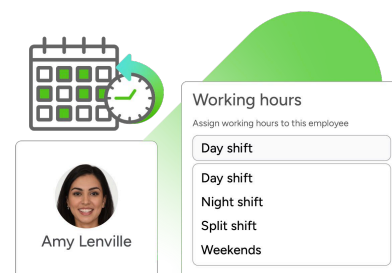 Working hours
Assign working hours to this employee
Day shift
Day shift
Night shift
Split shift
Weekends
Amy Lenville